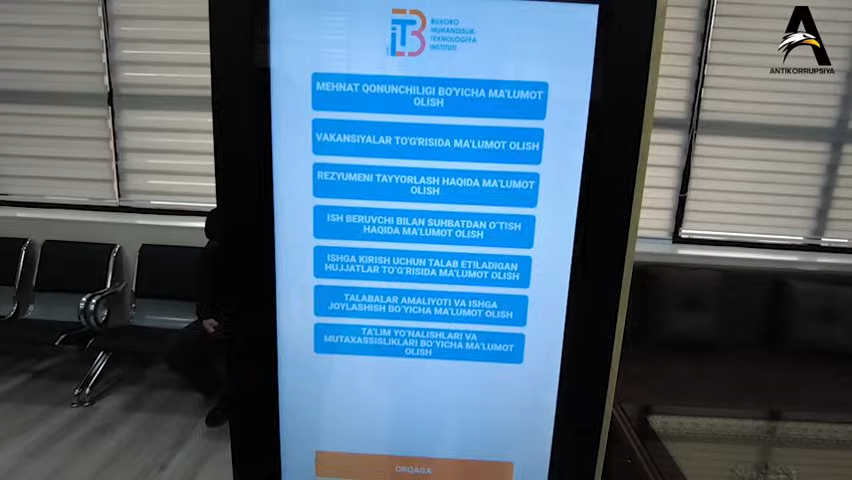 BUXORO
MUHANDISLIK-
TEKNOLOGIYA
INSTITUTI
ANTIKORRUPSIYA
MEHNAT QONUNCHILIGI BO'YICHA MA'LUMOT
OLISH
VAKANSIYALAR TO'G'RISIDA MA'LUMOT OLISH
REZYUMENI TAYYORLASH HAQIDA MA'LUMOT
OLISH
ISH BERUVCHI BILAN SUHBATDAN O'TISH
HAQIDA MA'LUMOT OLISH
ISHGA KIRISH UCHUN TALAB ETILADIGAN
HUJJATLAR TO'G'RISIDA MA'LUMOT OLISH
TALABALAR AMALIYOTI VA ISHGA
JOYLASHISH BO'YICHA MA'LUMOT OLISH
TA'LIM YO'NALISHLARI VA
MUTAXASSISLIKLARI BO'YICHA MA'LUMOT
OLISH
ORQAGA